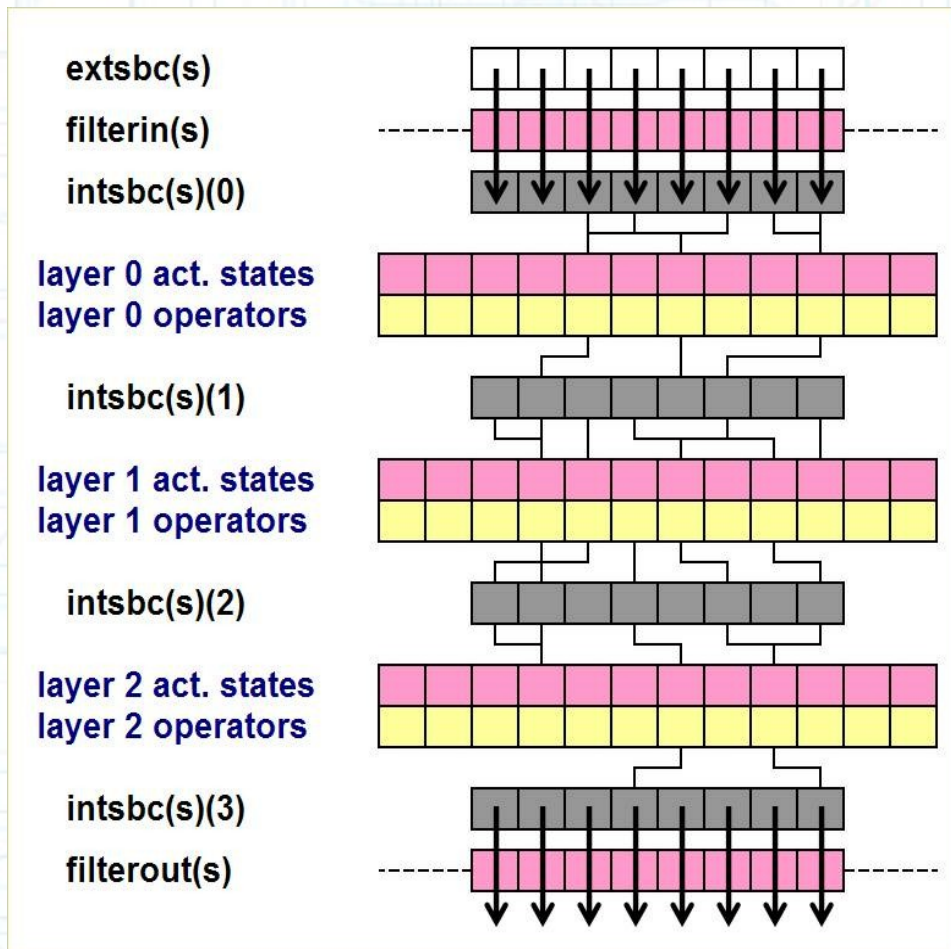 extsbc(s)
filterin(s)
intsbc(s)(0)
layer 0 act. states
layer 0 operators
intsbc(s)(1)
layer 1 act. states
layer 1 operators
intsbc(s)(2)
layer 2 act. states
layer 2 operators
intsbc(s)(3)
filterout(s)